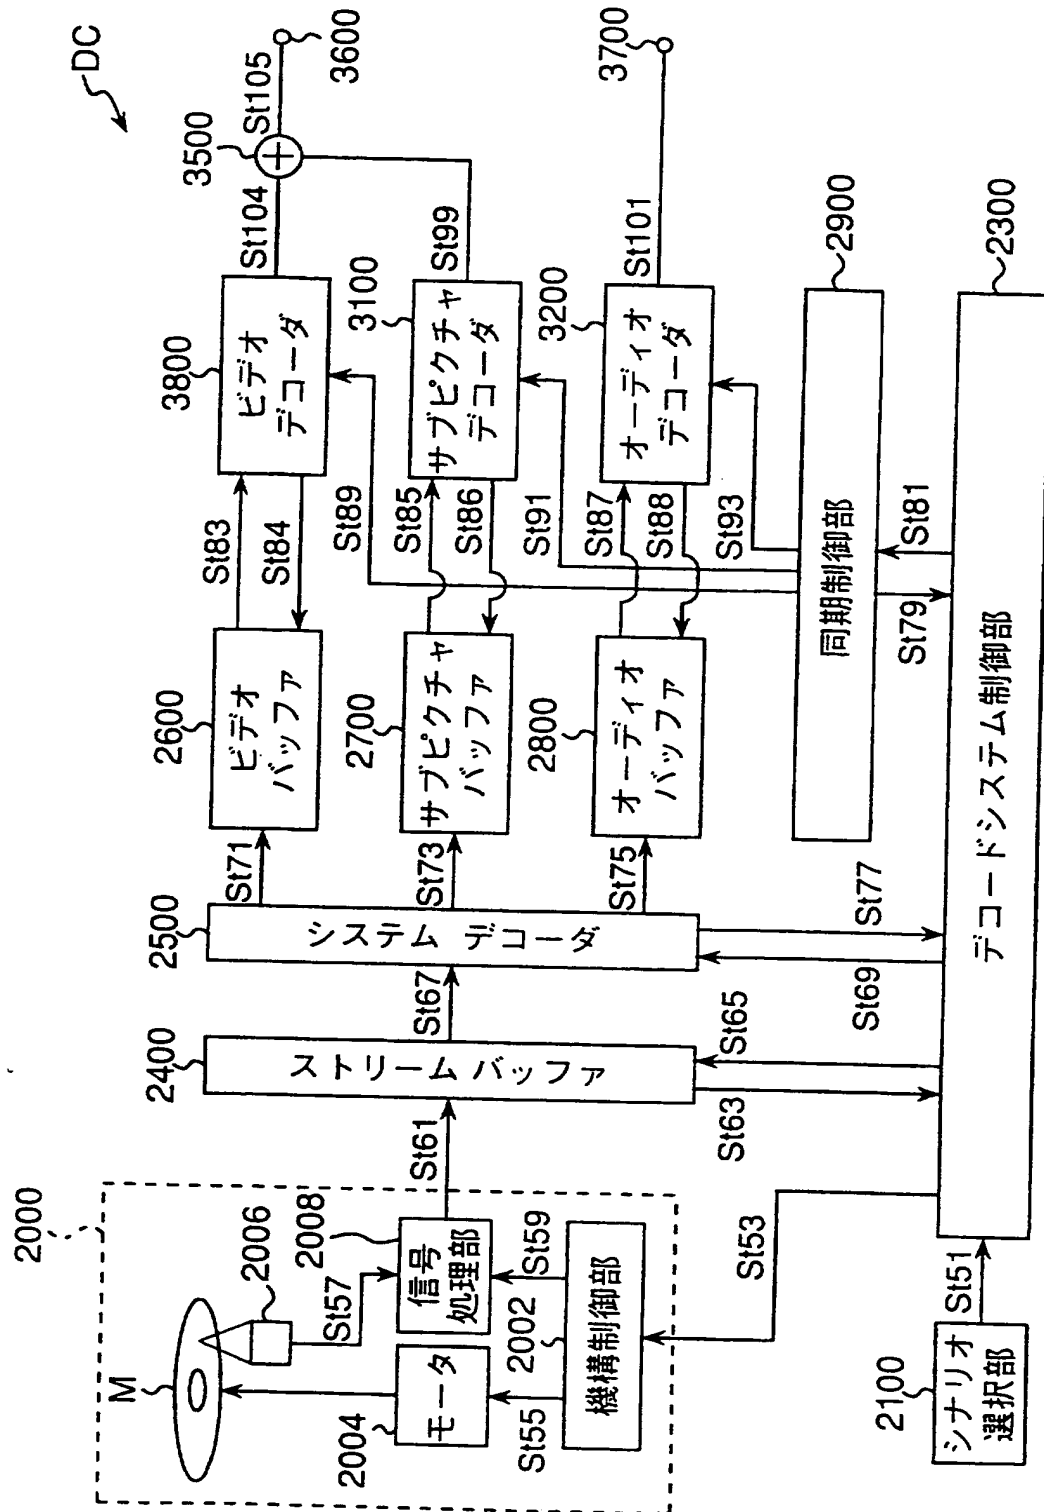 DC
2000
M
2006
2008
信号
処理部
St57
2004
モータ
St55
2002
St59
機構制御部
St53
2100
シナリオ
選択部
St51
St61
2400
ストリーム バッファ
St63
St65
St67
2500
システム デコーダ
St69
St77
St71
St73
St75
2600
ビデオ
バッファ
2700
サブピクチャ
バッファ
2800
オーディオ
バッファ
St83
St84
St89
St85
St86
St91
St87
St88
St93
3800
ビデオ
デコーダ
3100
サブピクチャ
デコーダ
3200
オーディオ
デコーダ
St104
3500
St105
3600
St99
St101
3700
同期制御部
2900
St79
St81
デコードシステム制御部
2300